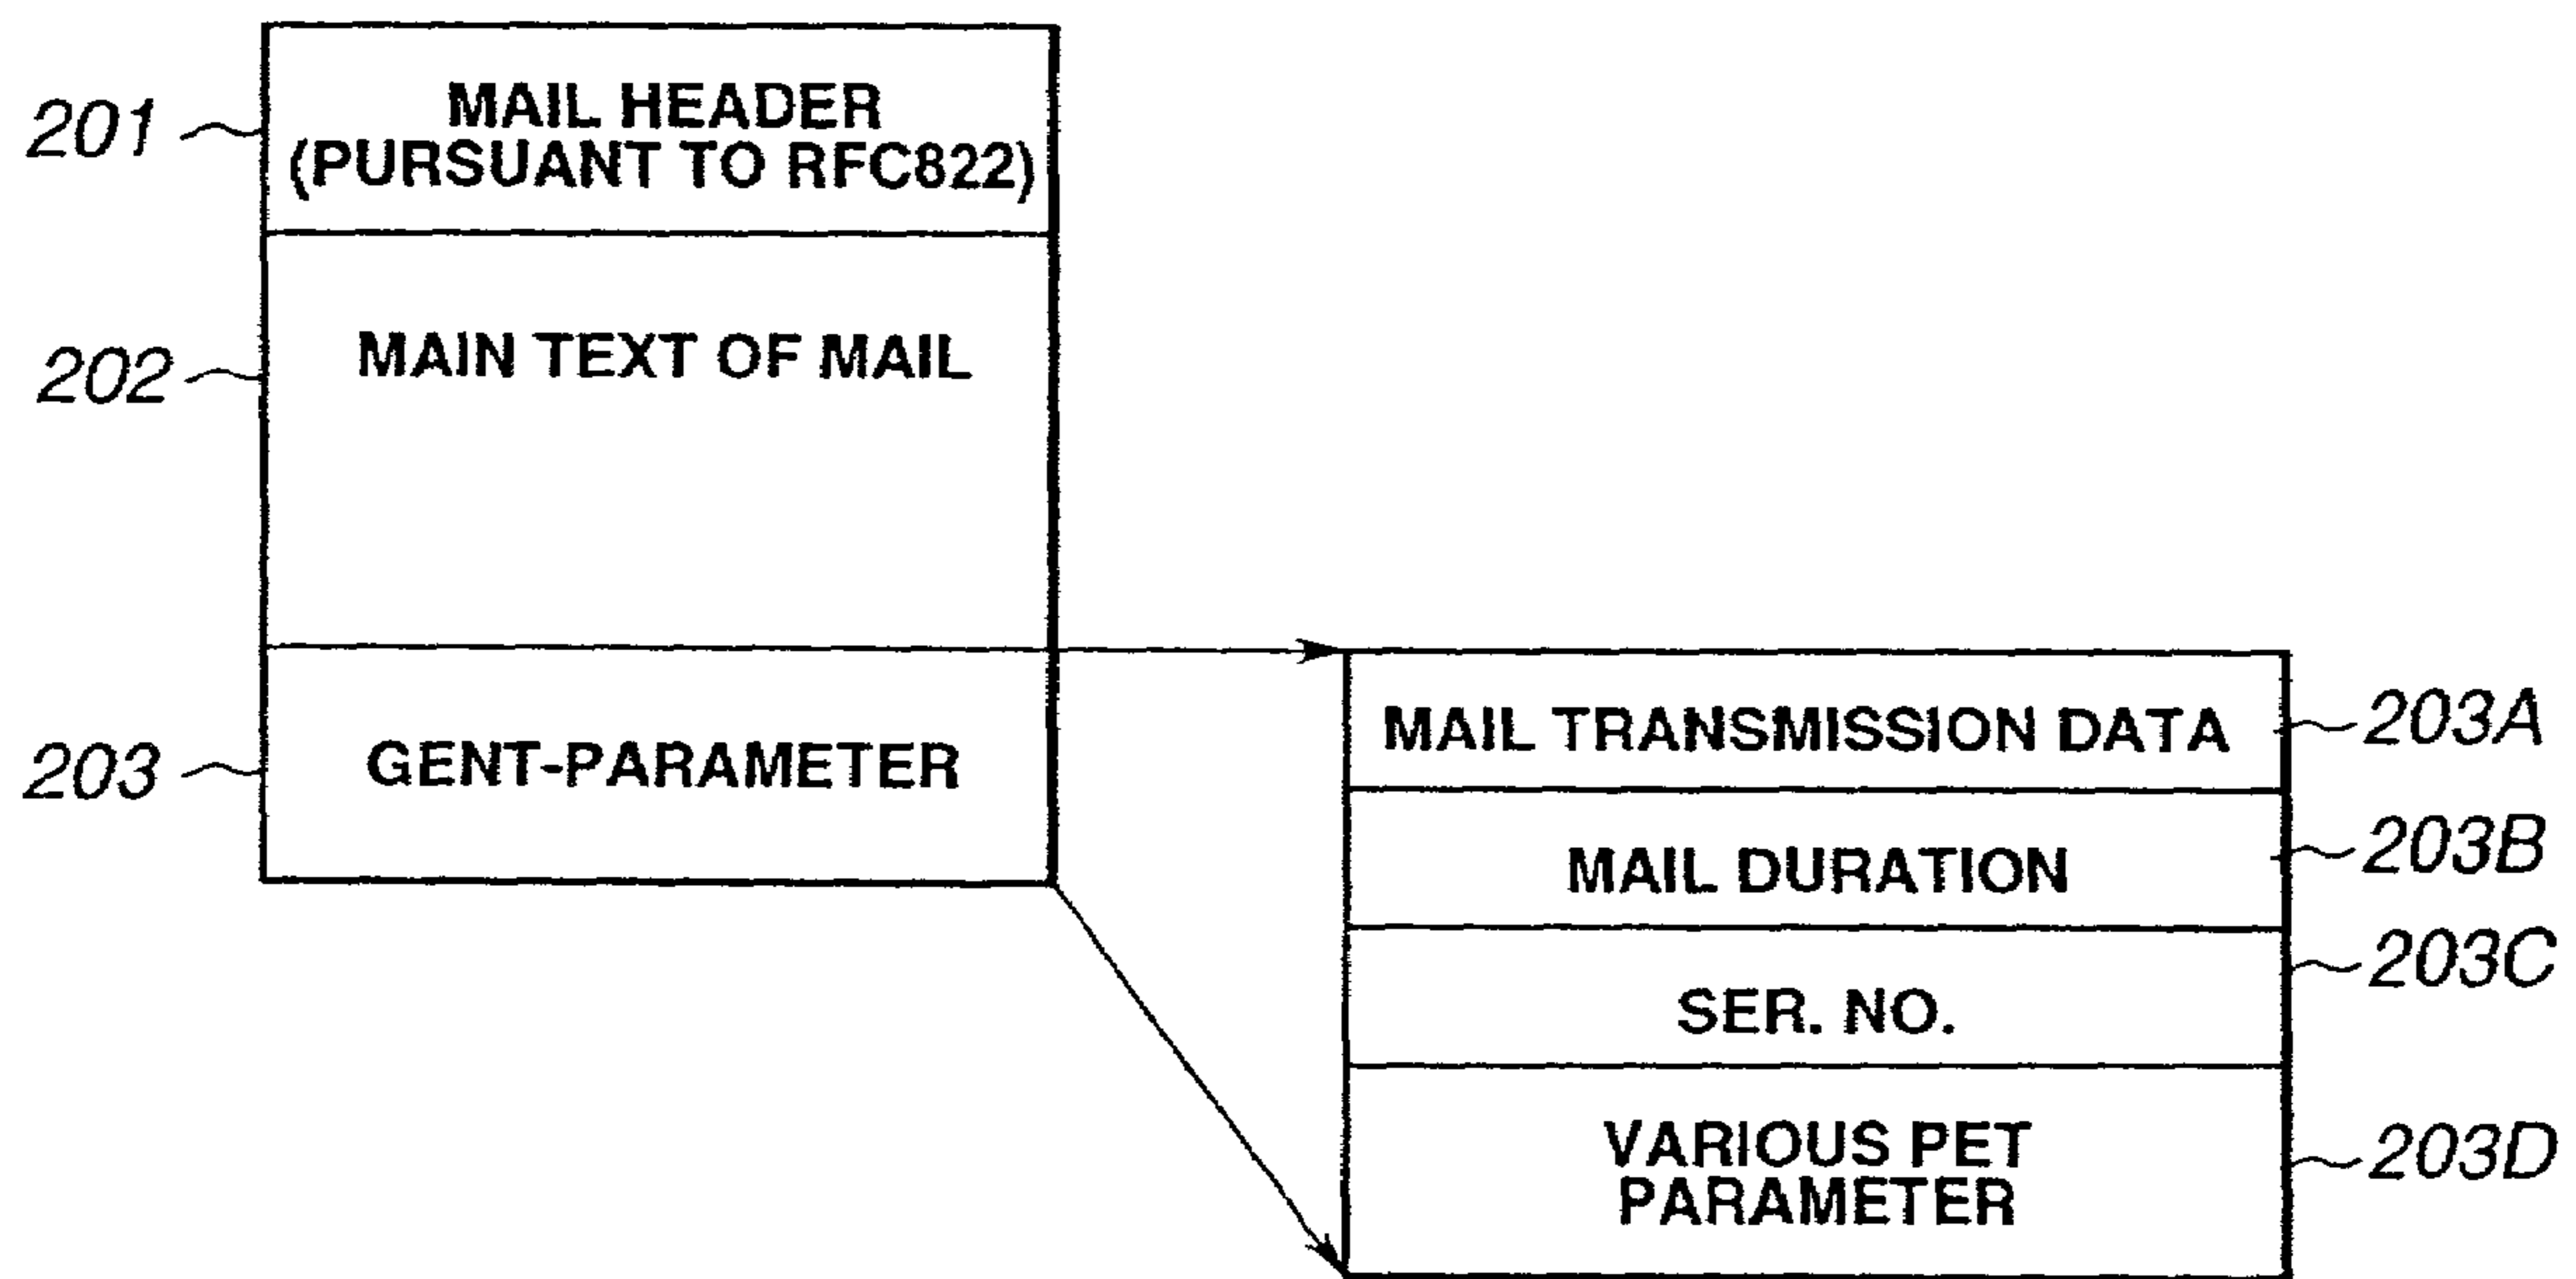 201
MAIL HEADER
(PURSUANT TO RFC822)
202
MAIN TEXT OF MAIL
203
GENT-PARAMETER
MAIL TRANSMISSION DATA
203A
MAIL DURATION
203B
SER. NO.
203C
VARIOUS PET
PARAMETER
203D